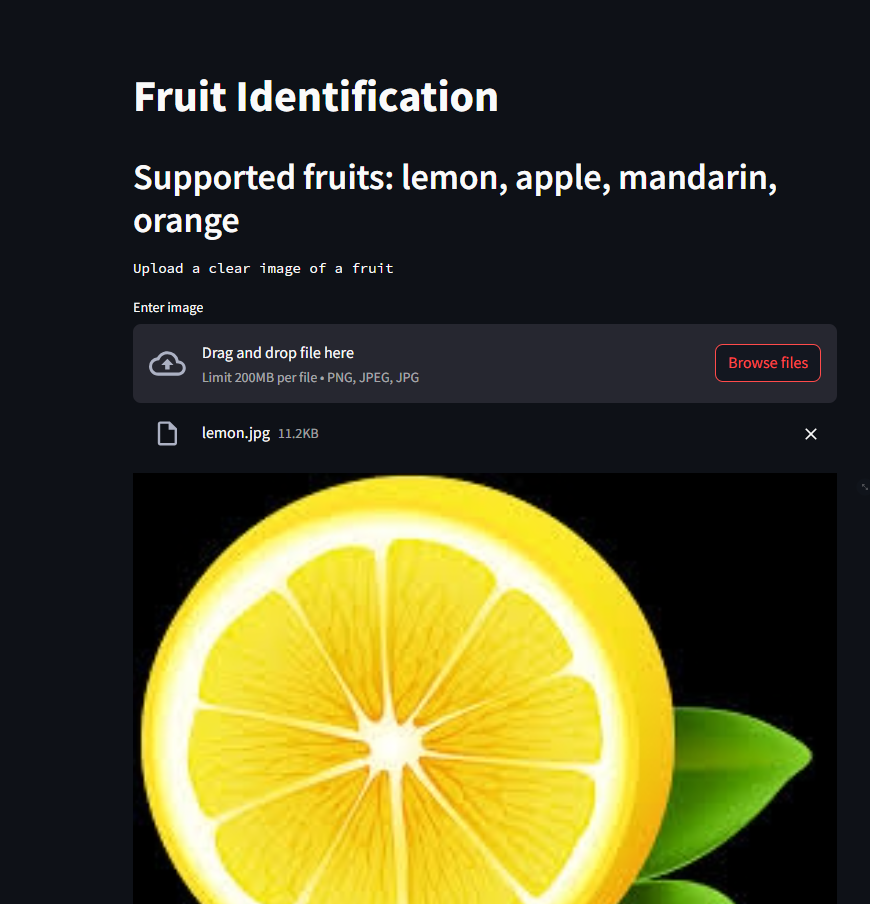 Fruit Identification
Supported fruits: lemon, apple, mandarin,
orange
Upload a clear image of a fruit
Enter image
Drag and drop file here
Limit 200MB per file • PNG, JPEG, JPG
Browse files
lemon.jpg 11.2KB